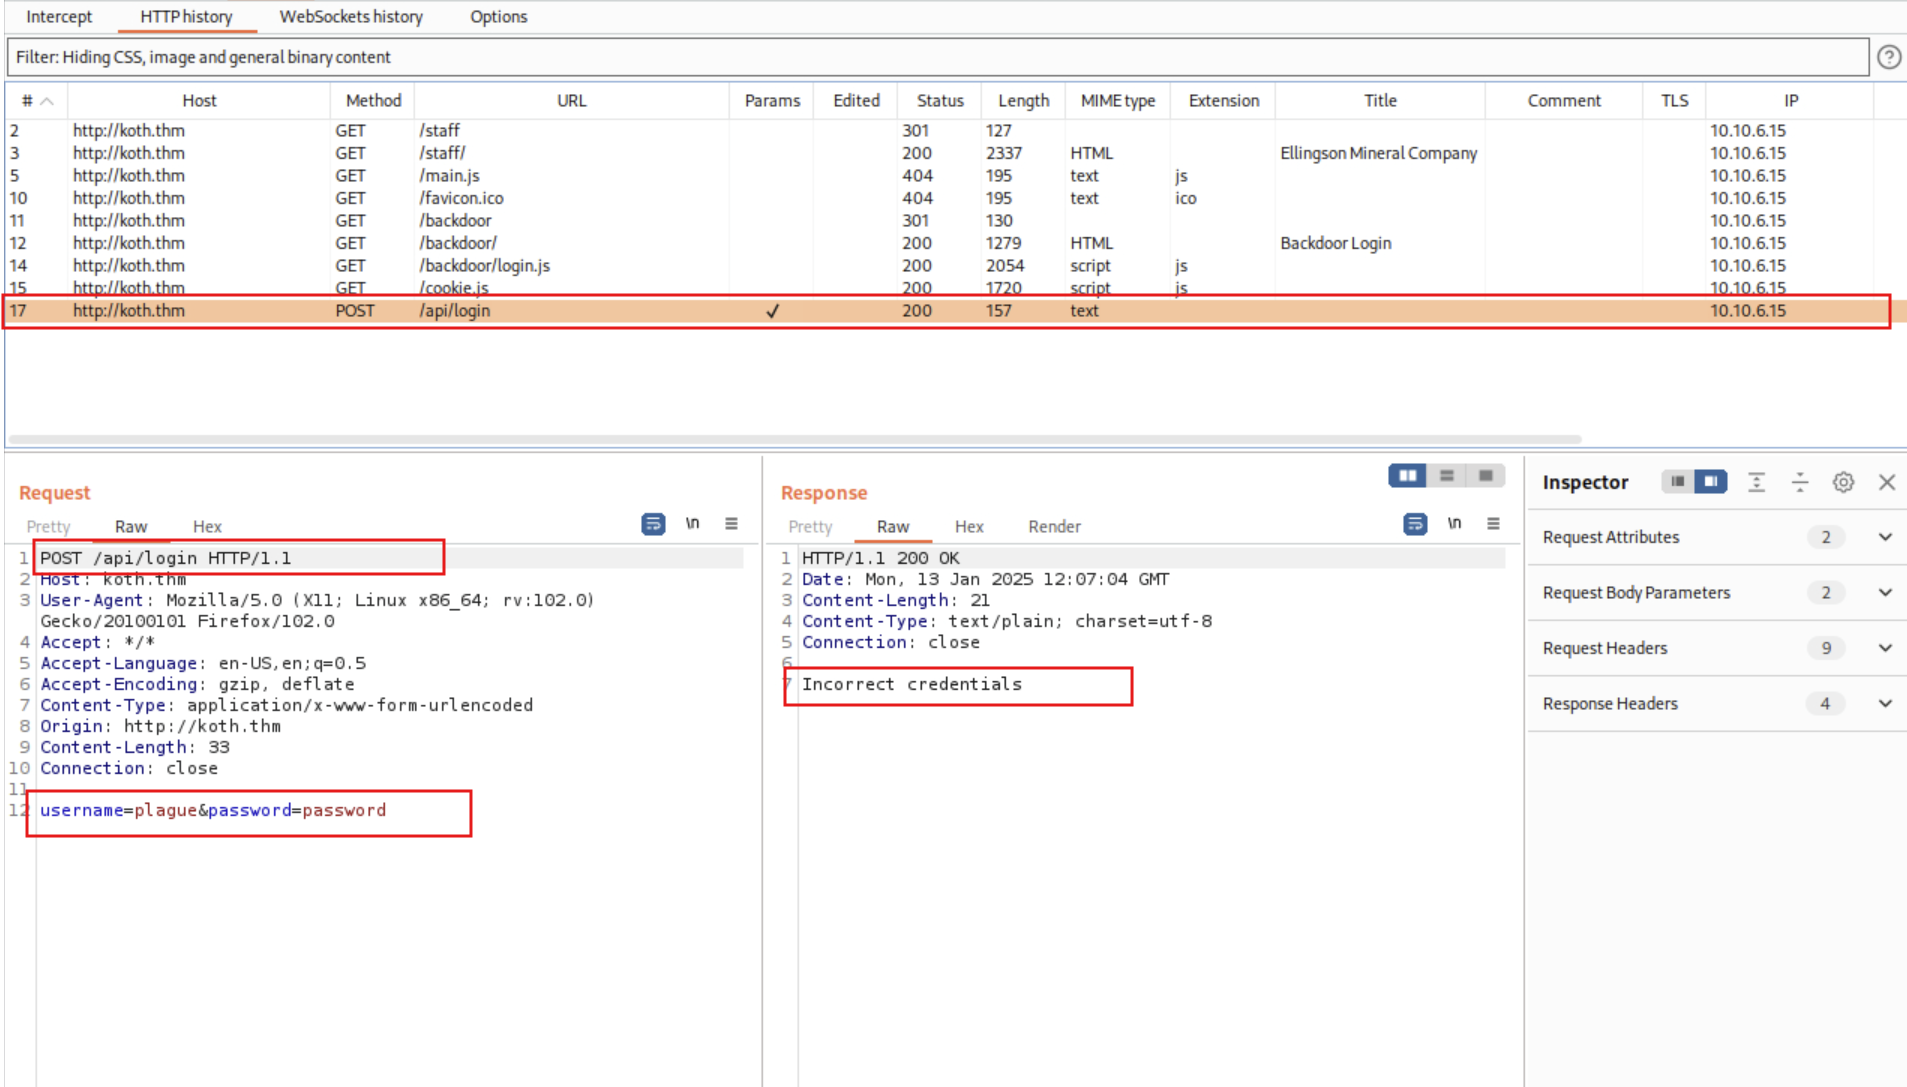 Intercept HTTP history WebSockets history Options
Filter: Hiding CSS, image and general binary content
# Host Method URL Params Edited Status Length MIME type Extension Title Comment TLS IP
2 http://koth.thm GET /staff 301 127 10.10.6.15
3 http://koth.thm GET /staff/ 200 2337 HTML Ellingson Mineral Company 10.10.6.15
5 http://koth.thm GET /main.js 404 195 text js 10.10.6.15
10 http://koth.thm GET /favicon.ico 404 195 text ico 10.10.6.15
11 http://koth.thm GET /backdoor 301 130 10.10.6.15
12 http://koth.thm GET /backdoor/ 200 1279 HTML Backdoor Login 10.10.6.15
14 http://koth.thm GET /backdoor/login.js 200 2054 script js 10.10.6.15
15 http://koth.thm GET /cookie.js 200 1720 script js 10.10.6.15
17 http://koth.thm POST /api/login ✓ 200 157 text 10.10.6.15
Request
Pretty Raw Hex \n
1 POST /api/login HTTP/1.1
2 Host: koth.thm
3 User-Agent: Mozilla/5.0 (X11; Linux x86_64; rv:102.0)
Gecko/20100101 Firefox/102.0
4 Accept: */*
5 Accept-Language: en-US,en;q=0.5
6 Accept-Encoding: gzip, deflate
7 Content-Type: application/x-www-form-urlencoded
8 Origin: http://koth.thm
9 Content-Length: 33
10 Connection: close
11
12 username=plague&password=password
Response
Pretty Raw Hex Render \n
1 HTTP/1.1 200 OK
2 Date: Mon, 13 Jan 2025 12:07:04 GMT
3 Content-Length: 21
4 Content-Type: text/plain; charset=utf-8
5 Connection: close
6
7 Incorrect credentials
Inspector
Request Attributes 2
Request Body Parameters 2
Request Headers 9
Response Headers 4